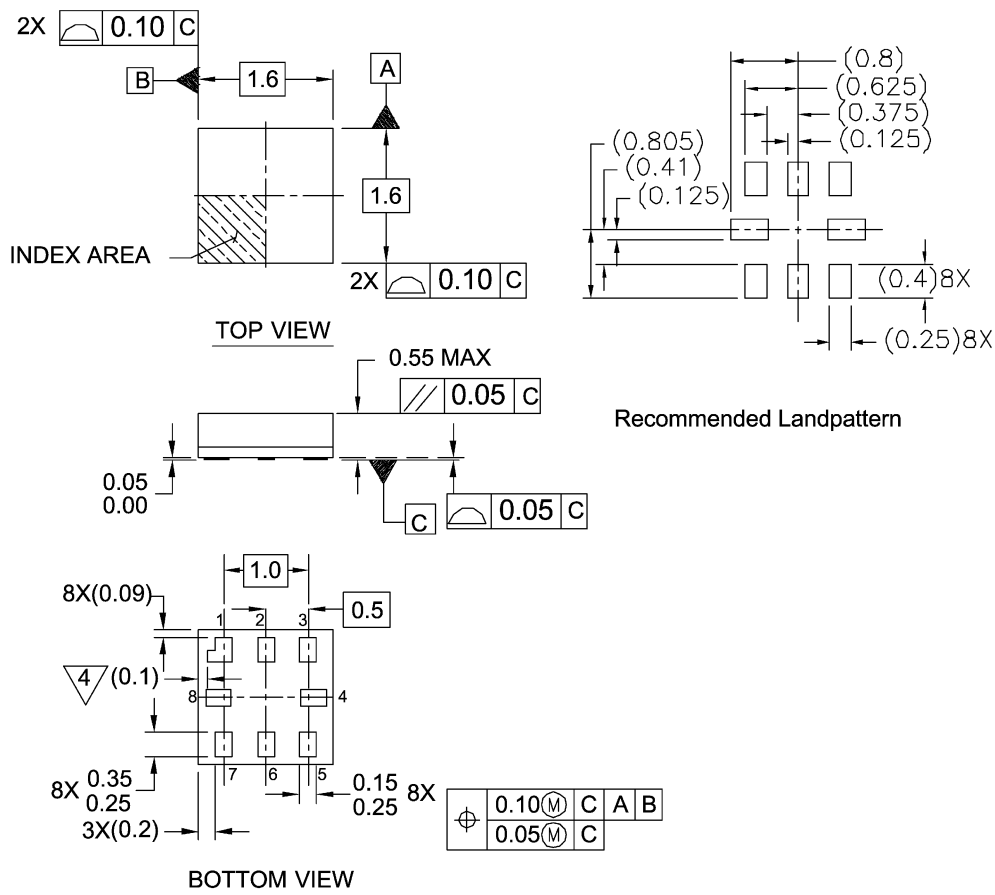 2X 0.10 C
B
1.6
A
1.6
INDEX AREA
2X 0.10 C
TOP VIEW
(0.8)
(0.625)
(0.375)
(0.125)
(0.805)
(0.41)
(0.125)
(0.4)8X
(0.25)8X
Recommended Landpattern
0.55 MAX
0.05 C
0.05
0.00
C
0.05 C
1.0
8X(0.09)
0.5
1 2 3
4 (0.1)
8 4
7 6 5
8X 0.35
0.25
0.15
0.25 8X
3X(0.2)
0.10 M C A B
0.05 M C
BOTTOM VIEW